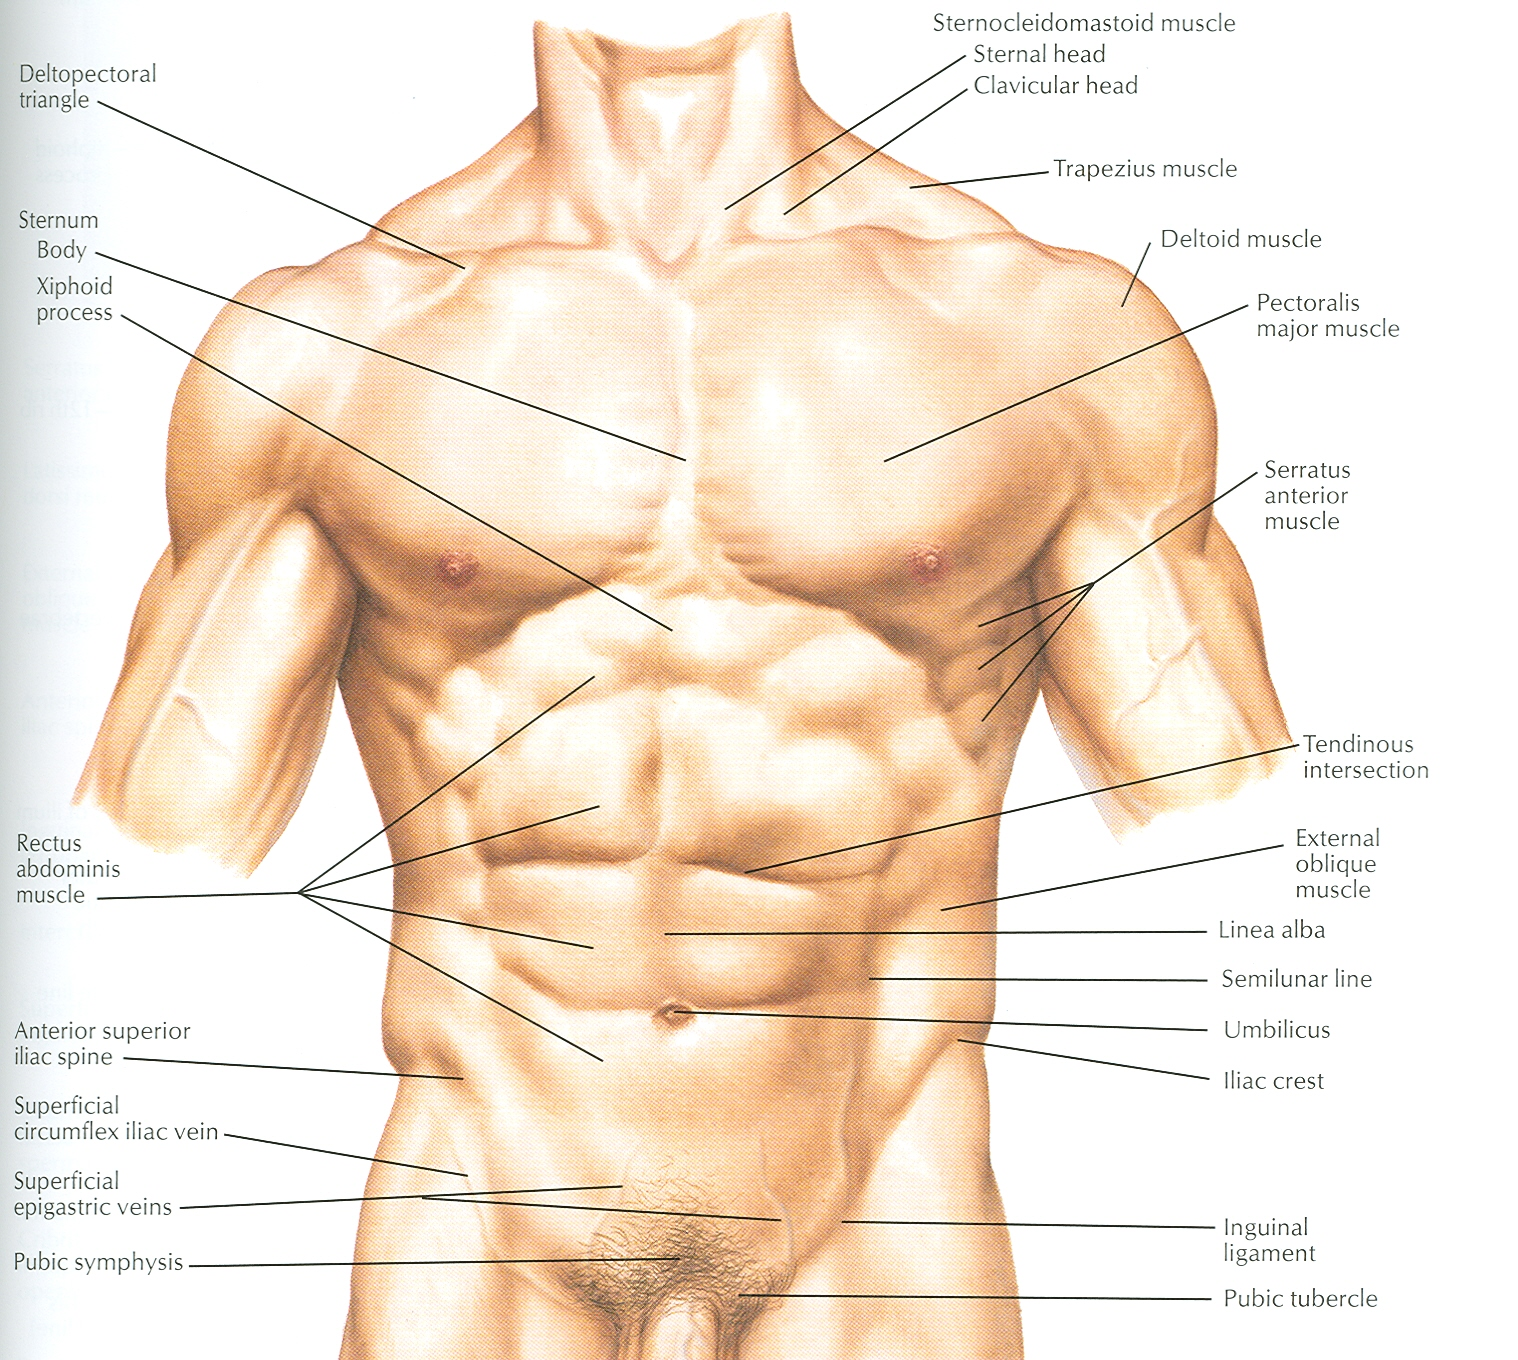 Deltopectoral
triangle
Sternum
Body
Xiphoid
process
Rectus
abdominis
muscle
Anterior superior
iliac spine
Superficial
circumflex iliac vein
Superficial
epigastric veins
Pubic symphysis
Sternocleidomastoid muscle
Sternal head
Clavicular head
Trapezius muscle
Deltoid muscle
Pectoralis
major muscle
Serratus
anterior
muscle
Tendinous
intersection
External
oblique
muscle
Linea alba
Semilunar line
Umbilicus
Iliac crest
Inguinal
ligament
Pubic tubercle